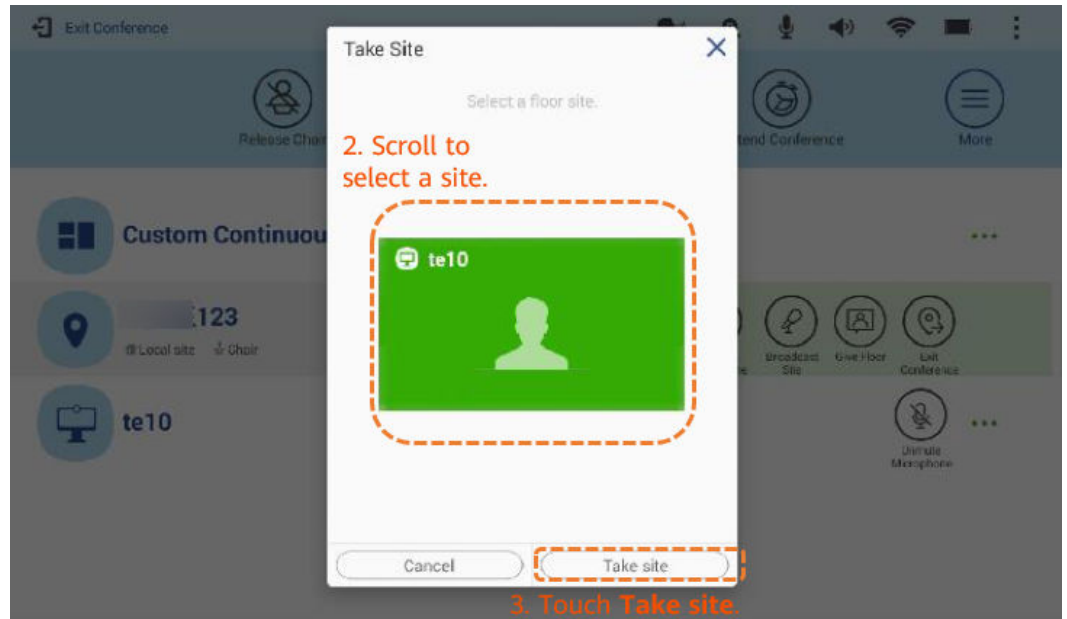 Exit Conference
Take Site
Select a floor site.
Release Chair
2. Scroll to
select a site.
tend Conference
More
Custom Continuou
te10
123
Local site
Chair
Broadcast
Site
Give Floor
Exit
Conference
te10
Unmute
Microphone
Cancel
Take site
3. Touch Take site.